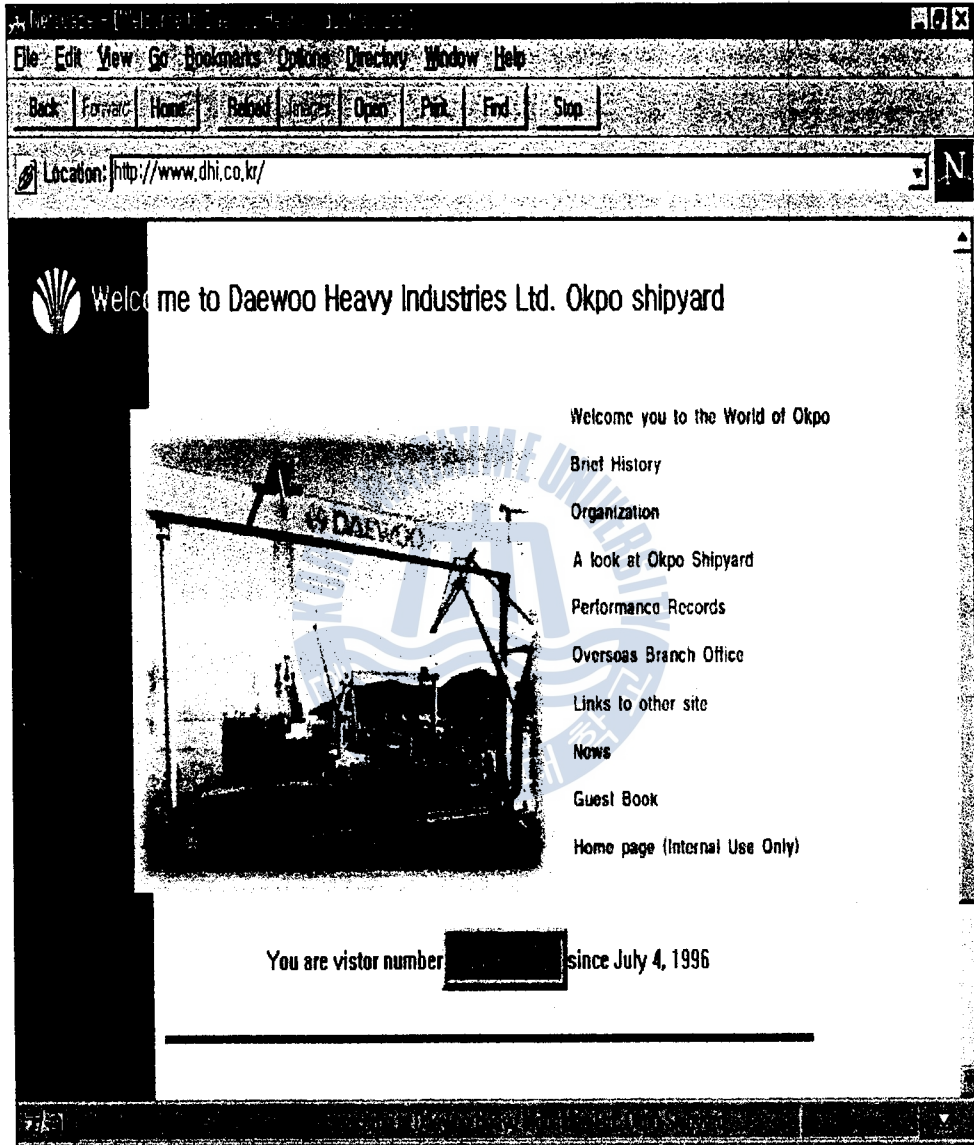 File Edit View Go Bookmarks Options Directory Window Help
Back Forward Home Reload Images Open Print Find Stop
Location: http://www.dhi.co.kr/
N
Welcome to Daewoo Heavy Industries Ltd. Okpo shipyard
Welcome you to the World of Okpo
Brief History
Organization
A look at Okpo Shipyard
Performance Records
Overseas Branch Office
Links to other site
News
Guest Book
Home page (Internal Use Only)
DAEWOO
MARITIME UNIVERSITY
You are vistor number
since July 4, 1996